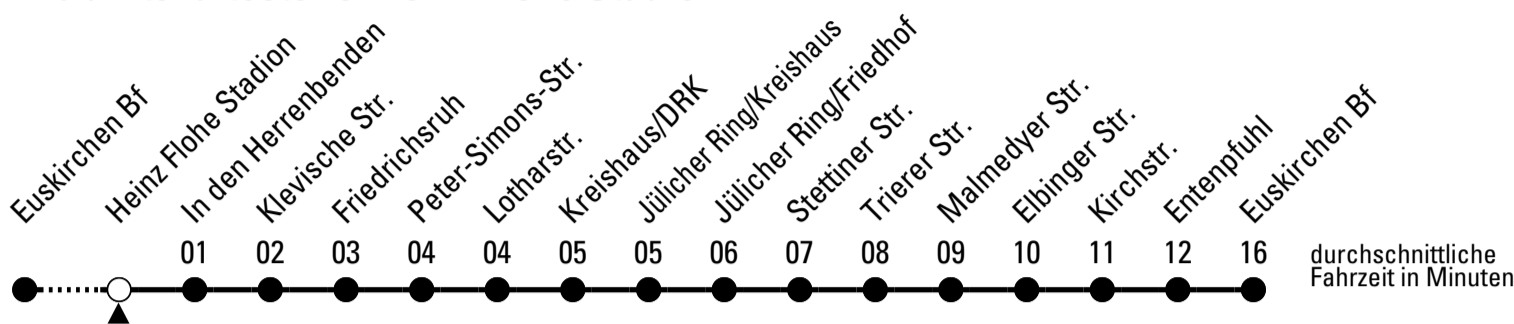 Euskirchen Bf
Heinz Flohe Stadion
In den Herrenbenden
Klevische Str.
Friedrichsruh
Peter-Simons-Str.
Lotharstr.
Kreishaus/DRK
Jülicher Ring/Kreishaus
Jülicher Ring/Friedhof
Stettiner Str.
Trierer Str.
Malmedyer Str.
Elbinger Str.
Kirchstr.
Entenpfuhl
Euskirchen Bf
01 02 03 04 04 05 05 06 07 08 09 10 11 12 16
durchschnittliche
Fahrzeit in Minuten